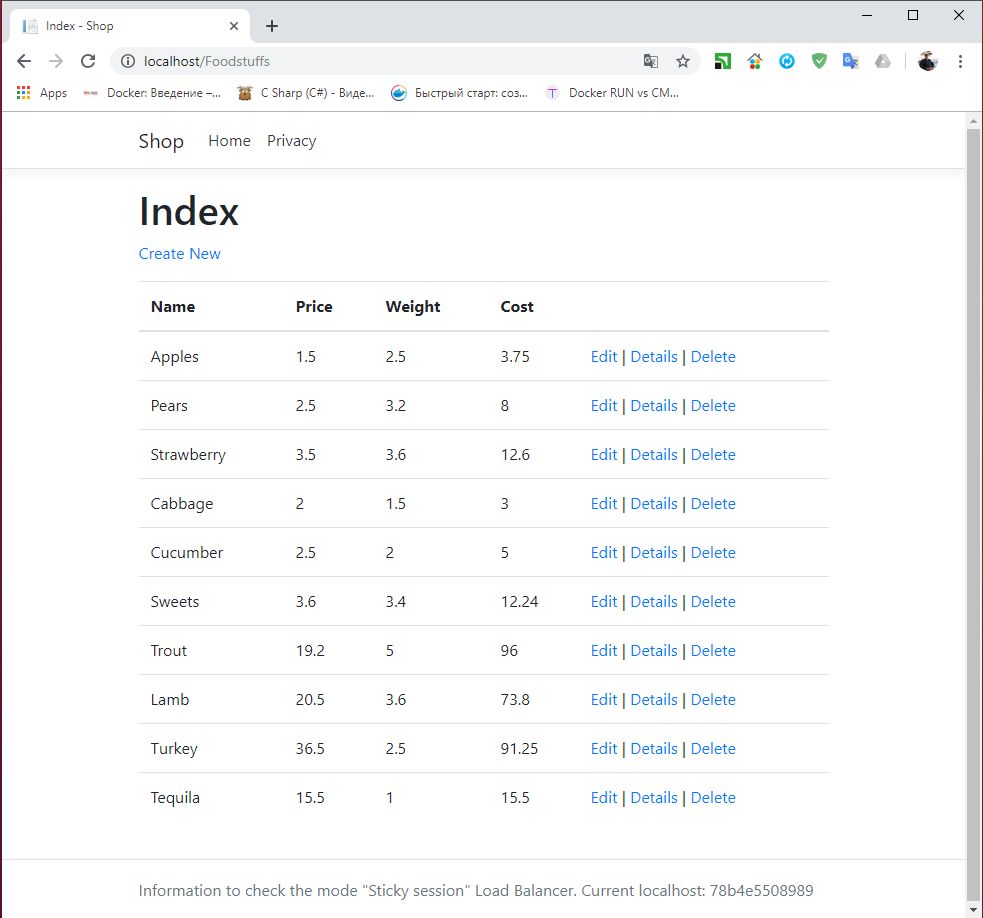 Index - Shop
localhost/Foodstuffs
Apps Docker: Введение –... C Sharp (C#) - Виде... Быстрый старт: соз... T Docker RUN vs CM...
Shop Home Privacy
Index
Create New
Name Price Weight Cost
Apples 1.5 2.5 3.75 Edit | Details | Delete
Pears 2.5 3.2 8 Edit | Details | Delete
Strawberry 3.5 3.6 12.6 Edit | Details | Delete
Cabbage 2 1.5 3 Edit | Details | Delete
Cucumber 2.5 2 5 Edit | Details | Delete
Sweets 3.6 3.4 12.24 Edit | Details | Delete
Trout 19.2 5 96 Edit | Details | Delete
Lamb 20.5 3.6 73.8 Edit | Details | Delete
Turkey 36.5 2.5 91.25 Edit | Details | Delete
Tequila 15.5 1 15.5 Edit | Details | Delete
Information to check the mode "Sticky session" Load Balancer. Current localhost: 78b4e5508989